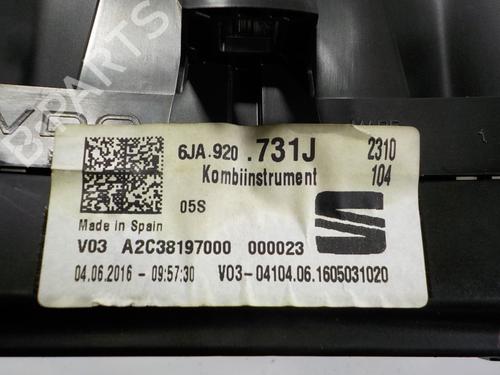 VDO
B-PARTS
6JA.920 .731J 2310
Kombiinstrument 104
05S
Made in Spain
V03 A2C38197000 000023
04.06.2016 - 09:57:30 V03-04104.06.1605031020